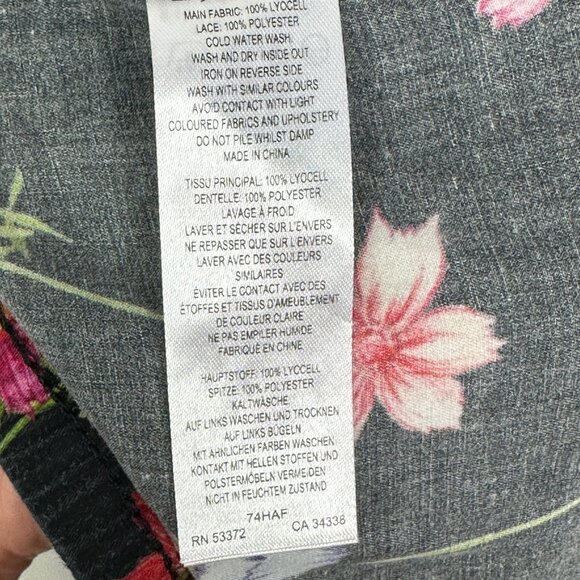 MAIN FABRIC: 100% LYOCELL
LACE: 100% POLYESTER
COLD WATER WASH.
WASH AND DRY INSIDE OUT
IRON ON REVERSE SIDE
WASH WITH SIMILAR COLOURS
AVOID CONTACT WITH LIGHT
COLOURED FABRICS AND UPHOLSTERY
DO NOT PILE WHILST DAMP
MADE IN CHINA
TISSU PRINCIPAL: 100% LYOCELL
DENTELLE: 100% POLYESTER
LAVAGE À FROID
LAVER ET SÉCHER SUR L'ENVERS
NE REPASSER QUE SUR L'ENVERS
LAVER AVEC DES COULEURS
SIMILAIRES
ÉVITER LE CONTACT AVEC DES
ÉTOFFES ET TISSUS D'AMEUBLEMENT
DE COULEUR CLAIRE
NE PAS EMPILER HUMIDE
FABRIQUÉ EN CHINE
HAUPTSTOFF: 100% LYOCELL
SPITZE: 100% POLYESTER
KALTWÄSCHE
AUF LINKS WASCHEN UND TROCKNEN
AUF LINKS BÜGELN
MIT ÄHNLICHEN FARBEN WASCHEN
KONTAKT MIT HELLEN STOFFEN UND
POLSTERMÖBELN VERMEIDEN
NICHT IN FEUCHTEM ZUSTAND
74HAF
RN 53372 CA 34338